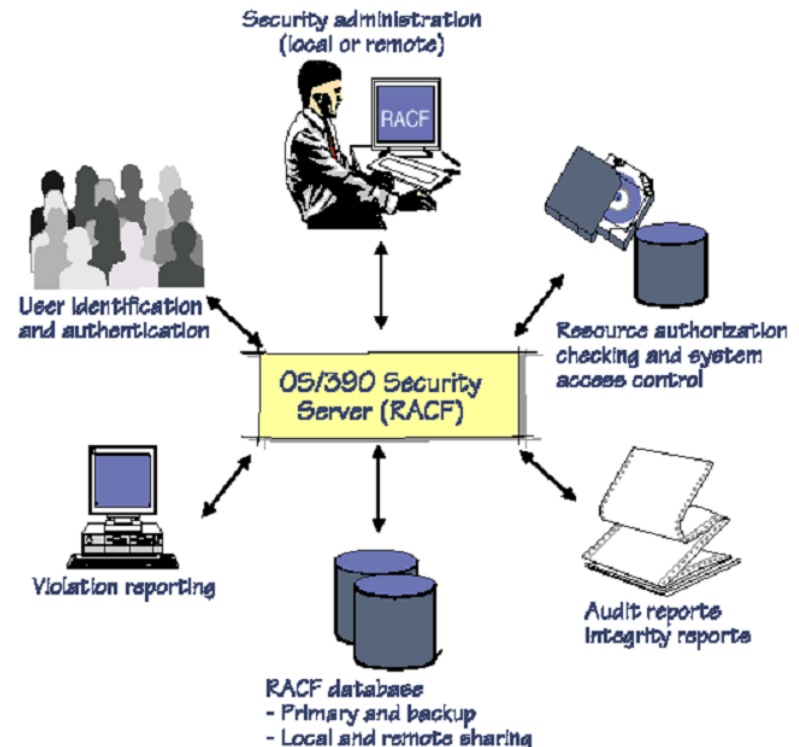 Security administration
(local or remote)
RACF
User identification
and authentication
Resource authorization
checking and system
access control
OS/390 Security
Server (RACF)
Violation reporting
Audit reports
Integrity reports
RACF database
- Primary and backup
- Local and remote sharing